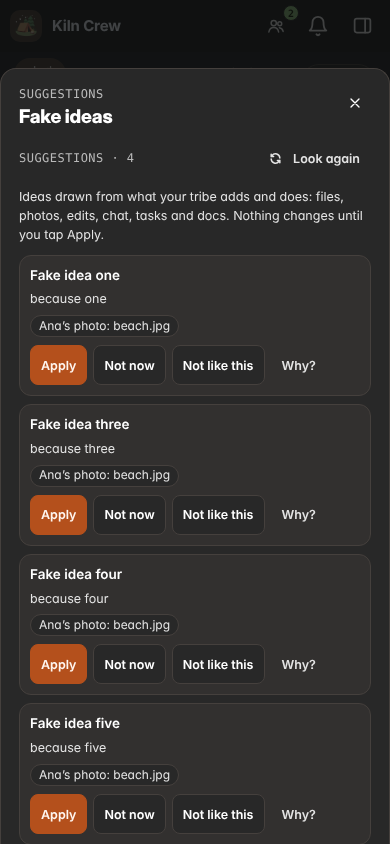 Kiln Crew
2
SUGGESTIONS
Fake ideas
SUGGESTIONS · 4
Look again
Ideas drawn from what your tribe adds and does: files,
photos, edits, chat, tasks and docs. Nothing changes until
you tap Apply.
Fake idea one
because one
Ana’s photo: beach.jpg
Apply Not now Not like this Why?
Fake idea three
because three
Ana’s photo: beach.jpg
Apply Not now Not like this Why?
Fake idea four
because four
Ana’s photo: beach.jpg
Apply Not now Not like this Why?
Fake idea five
because five
Ana’s photo: beach.jpg
Apply Not now Not like this Why?